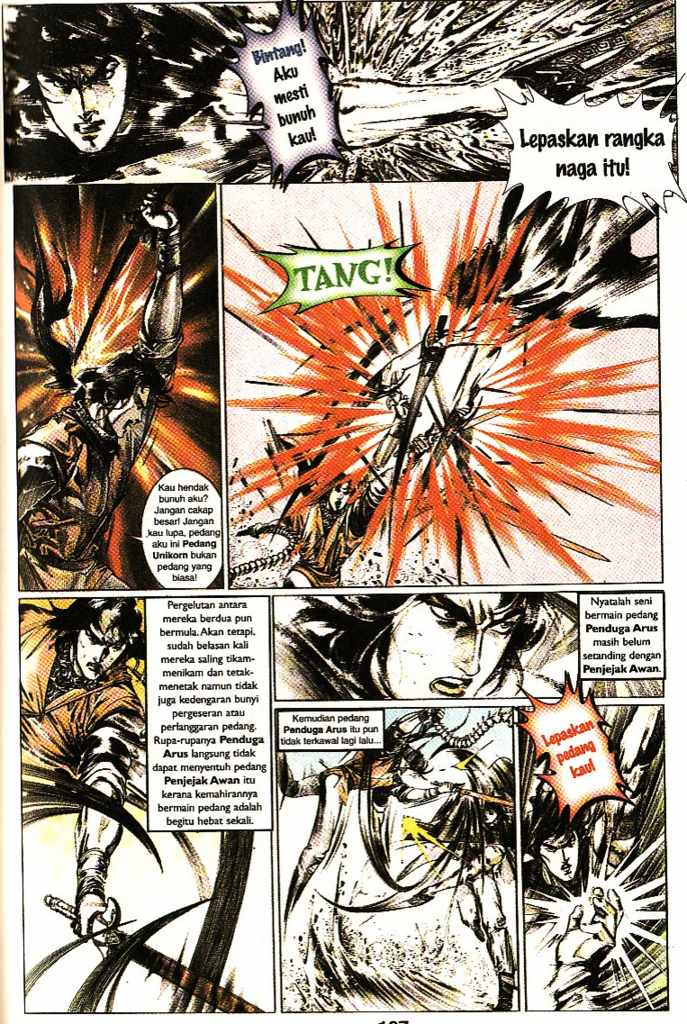 Bintang!
Aku
mesti
bunuh
kau!
Lepaskan rangka
naga itu!
TANG!
Kau hendak
bunuh aku?
Jangan cakap
besar! Jangan
kau lupa, pedang
aku ini Pedang
Unikorn bukan
pedang yang
biasa!
Pergelutan antara
mereka berdua pun
bermula. Akan tetapi,
sudah belasan kali
mereka saling tikam-
menikam dan tetak-
menetak namun tidak
juga kedengaran bunyi
pergeseran atau
perlanggaran pedang.
Rupa-rupanya Penduga
Arus langsung tidak
dapat menyentuh pedang
Penjejak Awan itu
kerana kemahirannya
bermain pedang adalah
begitu hebat sekali.
Nyatalah seni
bermain pedang
Penduga Arus
masih belum
setanding dengan
Penjejak Awan.
Kemudian pedang
Penduga Arus itu pun
tidak terkawal lagi lalu...
Lepaskan
pedang
kau!